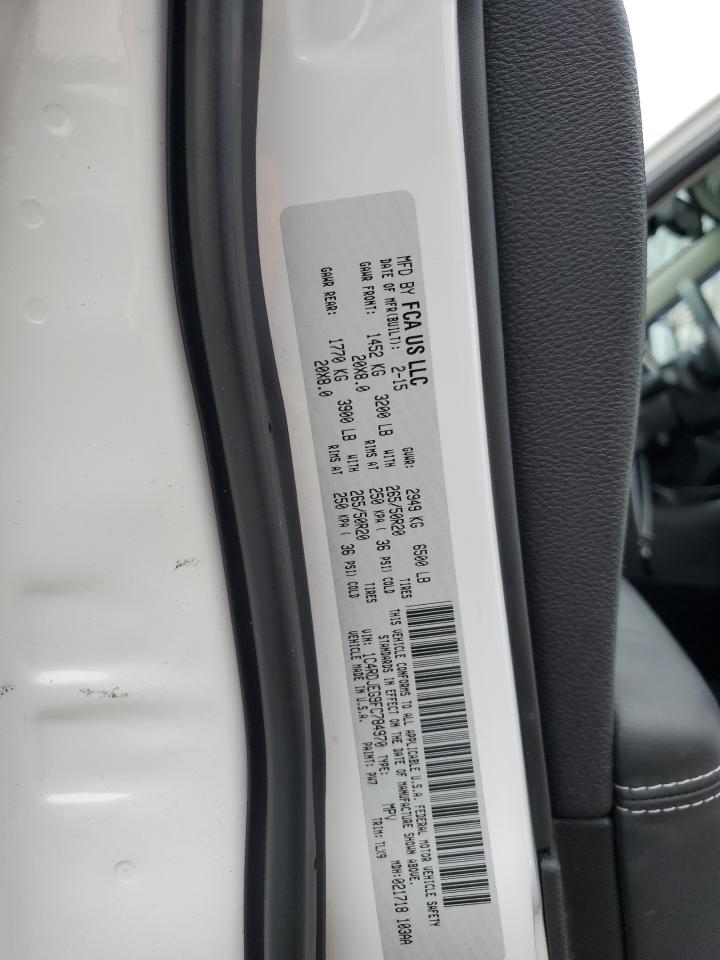 MFD BY FCA US LLC
DATE OF MFR(BUILT): 2-15 GVWR: 2949 KG 6500 LB
GAWR FRONT: 1452 KG 3200 LB WITH 265/50R20 TIRES
20X8.0 RIMS AT 250 KPA ( 36 PSI) COLD
GAWR REAR: 1770 KG 3900 LB WITH 265/50R20 TIRES
20X8.0 RIMS AT 250 KPA ( 36 PSI) COLD
THIS VEHICLE CONFORMS TO ALL APPLICABLE U.S.A. FEDERAL MOTOR VEHICLE SAFETY
STANDARDS IN EFFECT ON THE DATE OF MANUFACTURE SHOWN ABOVE.
MDH:021718 103AA
VIN: 1C4RDJEG9FC784970 TYPE: MPV
VEHICLE MADE IN U.S.A. PAINT: PW7 TRIM: TLX9